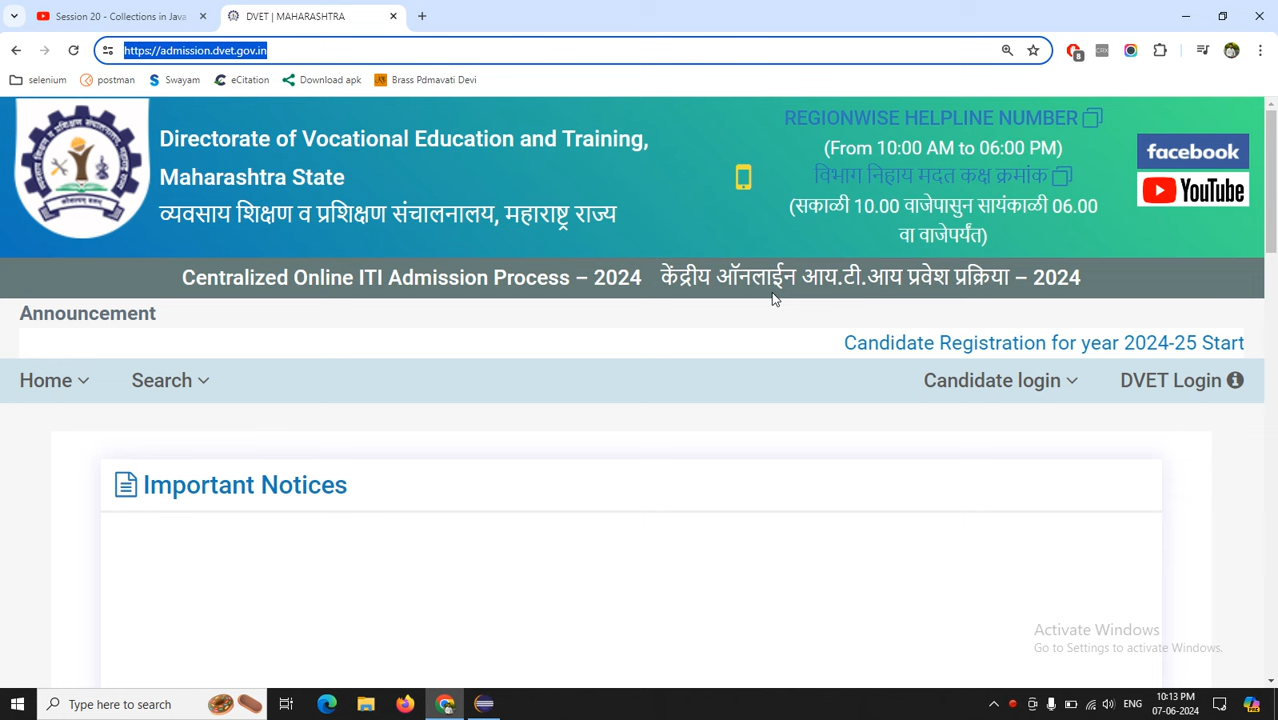 Session 20 - Collections in Java
DVET | MAHARASHTRA
https://admission.dvet.gov.in
8
CRX
selenium
postman
Swayam
eCitation
Download apk
Brass Pdmavati Devi
Directorate of Vocational Education and Training,
Maharashtra State
व्यवसाय शिक्षण व प्रशिक्षण संचालनालय, महाराष्ट्र राज्य
REGIONWISE HELPLINE NUMBER
(From 10:00 AM to 06:00 PM)
विभाग निहाय मदत कक्ष क्रमांक
(सकाळी 10.00 वाजेपासुन सायंकाळी 06.00
वा वाजेपर्यंत)
facebook
YouTube
Centralized Online ITI Admission Process – 2024 केंद्रीय ऑनलाईन आय.टी.आय प्रवेश प्रक्रिया – 2024
Announcement
Candidate Registration for year 2024-25 Start
Home
Search
Candidate login
DVET Login
Important Notices
Activate Windows
Go to Settings to activate Windows.
Type here to search
ENG
10:13 PM
07-06-2024